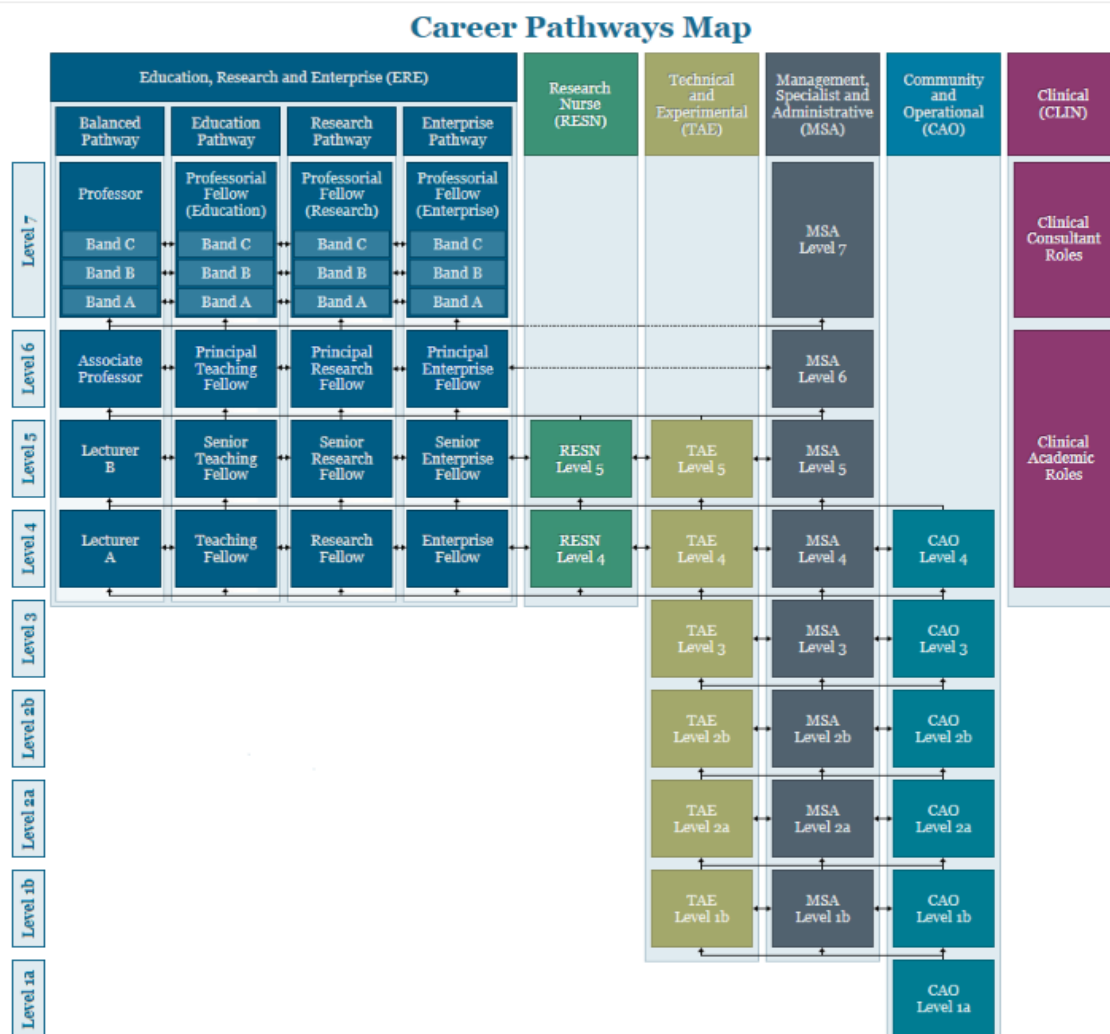 Career Pathways Map
Education, Research and Enterprise (ERE)
Research
Nurse
(RESN)
Technical
and
Experimental
(TAE)
Management,
Specialist and
Administrative
(MSA)
Community
and
Operational
(CAO)
Clinical
(CLIN)
Balanced
Pathway
Education
Pathway
Research
Pathway
Enterprise
Pathway
Level 7
Professor
Professorial
Fellow
(Education)
Professorial
Fellow
(Research)
Professorial
Fellow
(Enterprise)
Band C
Band C
Band C
Band C
Band B
Band B
Band B
Band B
Band A
Band A
Band A
Band A
MSA
Level 7
Clinical
Consultant
Roles
Level 6
Associate
Professor
Principal
Teaching
Fellow
Principal
Research
Fellow
Principal
Enterprise
Fellow
MSA
Level 6
Level 5
Lecturer
B
Senior
Teaching
Fellow
Senior
Research
Fellow
Senior
Enterprise
Fellow
RESN
Level 5
TAE
Level 5
MSA
Level 5
Clinical
Academic
Roles
Level 4
Lecturer
A
Teaching
Fellow
Research
Fellow
Enterprise
Fellow
RESN
Level 4
TAE
Level 4
MSA
Level 4
CAO
Level 4
Level 3
TAE
Level 3
MSA
Level 3
CAO
Level 3
Level 2b
TAE
Level 2b
MSA
Level 2b
CAO
Level 2b
Level 2a
TAE
Level 2a
MSA
Level 2a
CAO
Level 2a
Level 1b
TAE
Level 1b
MSA
Level 1b
CAO
Level 1b
Level 1a
CAO
Level 1a